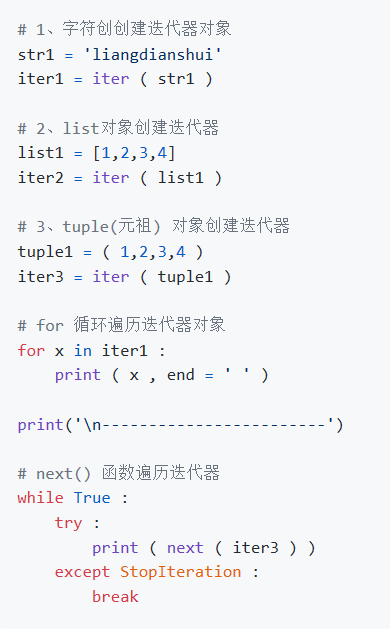 # 1、字符创创建迭代器对象
str1 = 'liangdianshui'
iter1 = iter ( str1 )
# 2、list对象创建迭代器
list1 = [1,2,3,4]
iter2 = iter ( list1 )
# 3、tuple(元祖) 对象创建迭代器
tuple1 = ( 1,2,3,4 )
iter3 = iter ( tuple1 )
# for 循环遍历迭代器对象
for x in iter1 :
    print ( x , end = ' ' )
print('\n------------------------')
# next() 函数遍历迭代器
while True :
    try :
        print ( next ( iter3 ) )
    except StopIteration :
        break